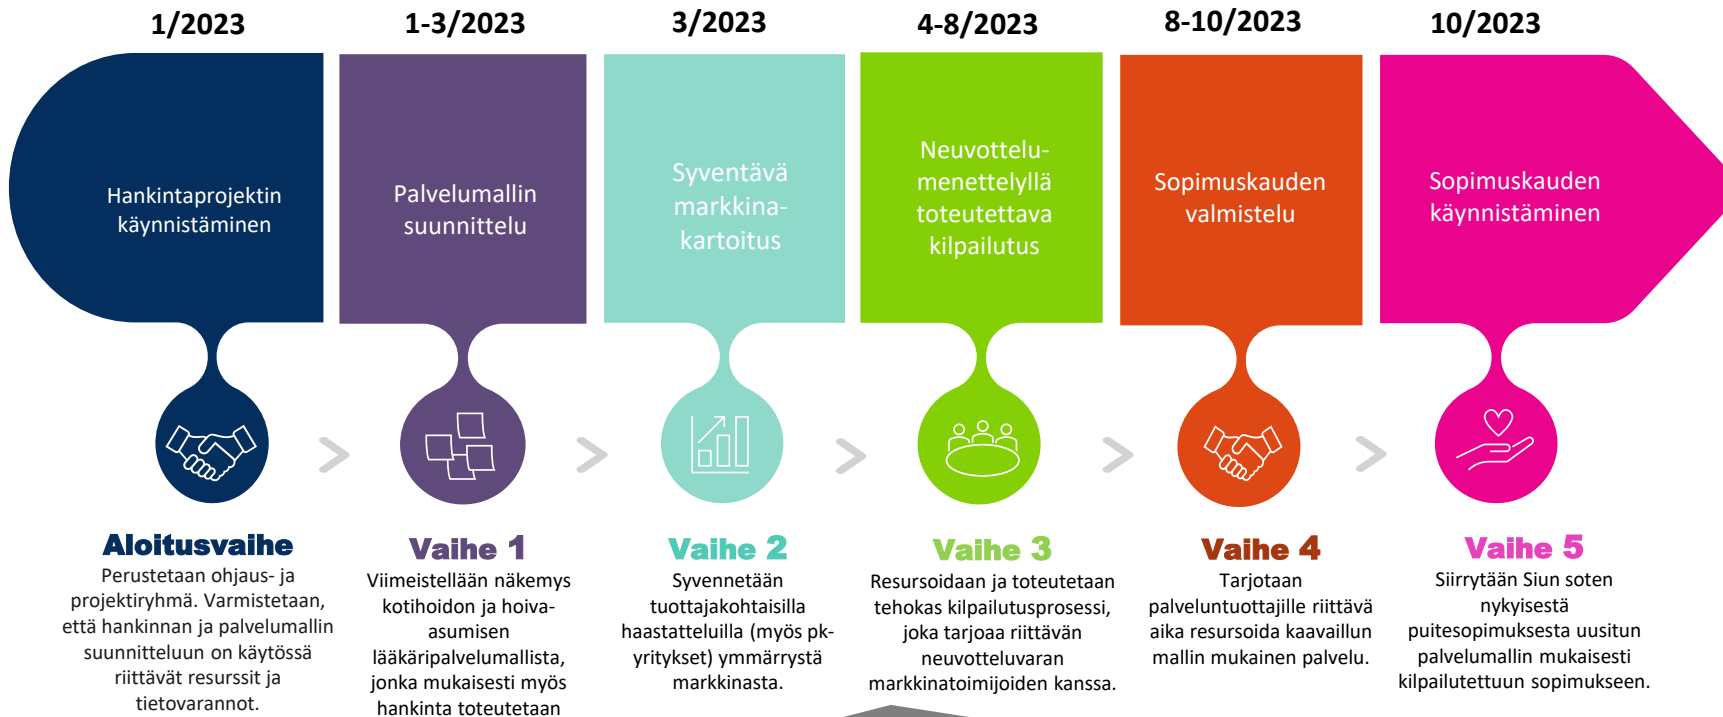 1/2023
1-3/2023
3/2023
4-8/2023
8-10/2023
10/2023
Hankintaprojektin
käynnistäminen
Palvelumallin
suunnittelu
Syventävä
markkina-
kartoitus
Neuvottelu-
menettelyllä
toteutettava
kilpailutus
Sopimuskauden
valmistelu
Sopimuskauden
käynnistäminen
Aloitusvaihe
Perustetaan ohjaus- ja
projektiryhmä. Varmistetaan,
että hankinnan ja palvelumallin
suunnitteluun on käytössä
riittävät resurssit ja
tietovarannot.
Vaihe 1
Viimeistellään näkemys
kotihoidon ja hoiva-
asumisen
lääkäripalvelumallista,
jonka mukaisesti myös
hankinta toteutetaan
Vaihe 2
Syvennetään
tuottajakohtaisilla
haastatteluilla (myös pk-
yritykset) ymmärrystä
markkinasta.
Vaihe 3
Resursoidaan ja toteutetaan
tehokas kilpailutusprosessi,
joka tarjoaa riittävän
neuvotteluvaran
markkinatoimijoiden kanssa.
Vaihe 4
Tarjotaan
palveluntuottajille riittävä
aika resursoida kaavaillun
mallin mukainen palvelu.
Vaihe 5
Siirrytään Siun soten
nykyisestä
puitesopimuksesta uusitun
palvelumallin mukaisesti
kilpailutettuun sopimukseen.